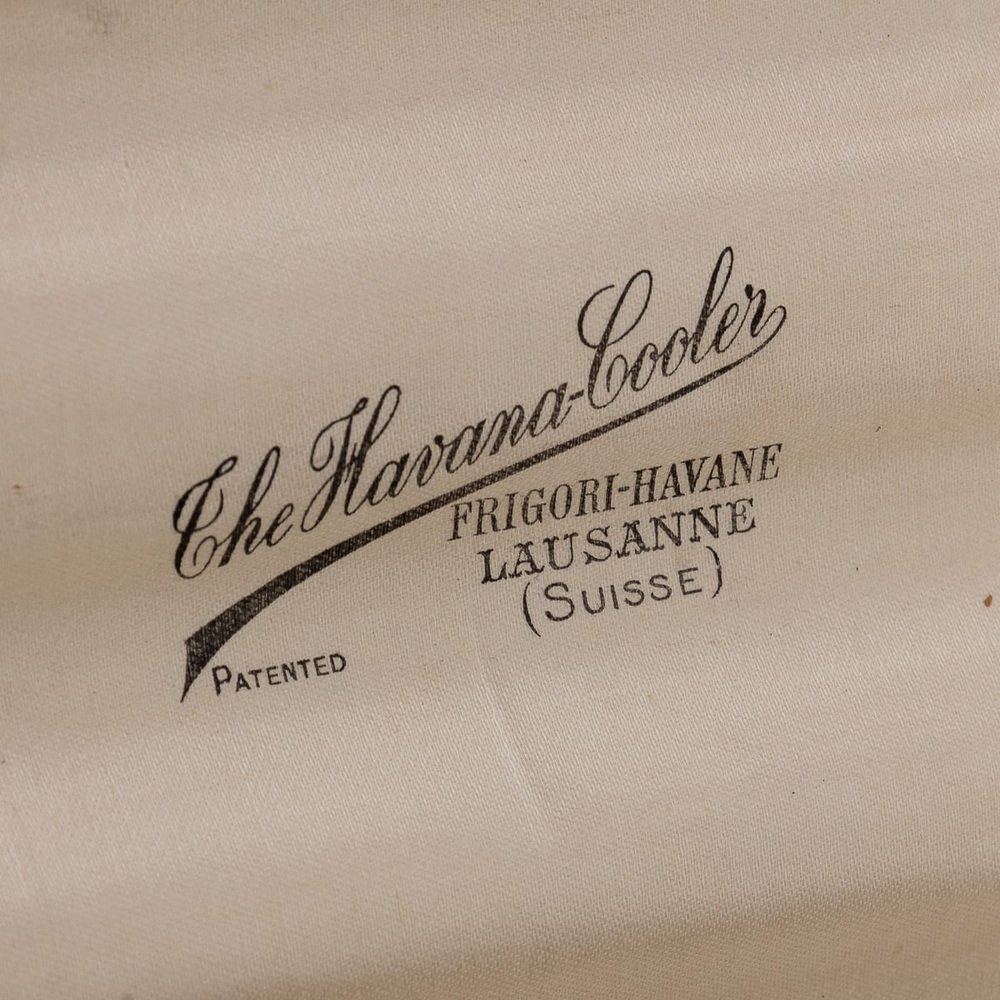 The Havana-Cooler
FRIGORI-HAVANE
LAUSANNE
(SUISSE)
PATENTED